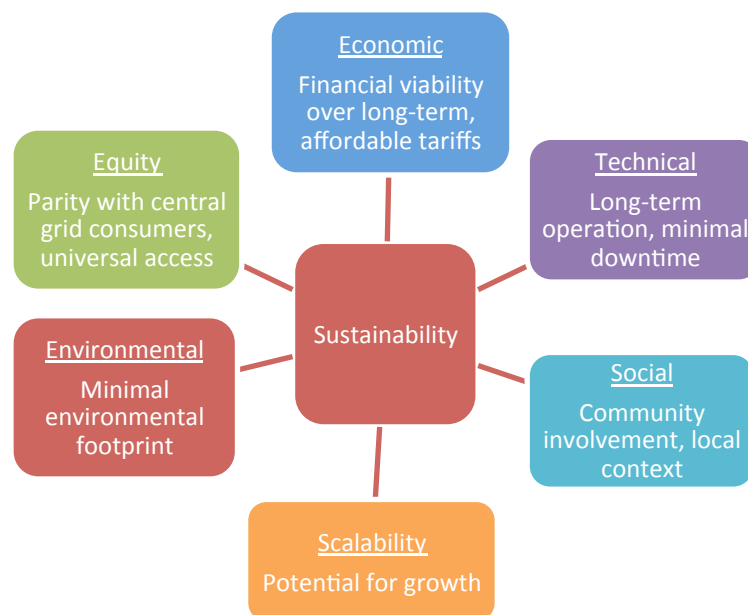 Economic
Financial viability
over long-term,
affordable tariffs
Equity
Parity with central
grid consumers,
universal access
Technical
Long-term
operation, minimal
downtime
Sustainability
Environmental
Minimal
environmental
footprint
Social
Community
involvement, local
context
Scalability
Potential for growth